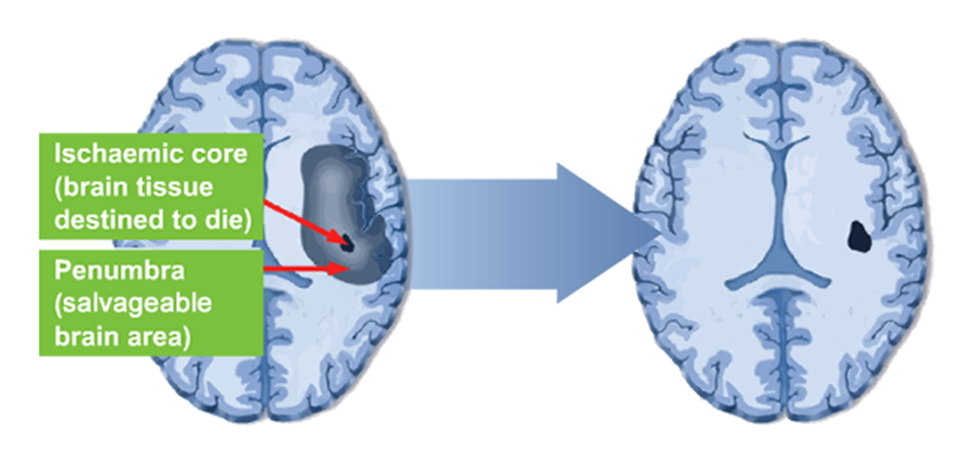 Ischaemic core
(brain tissue
destined to die)
Penumbra
(salvageable
brain area)